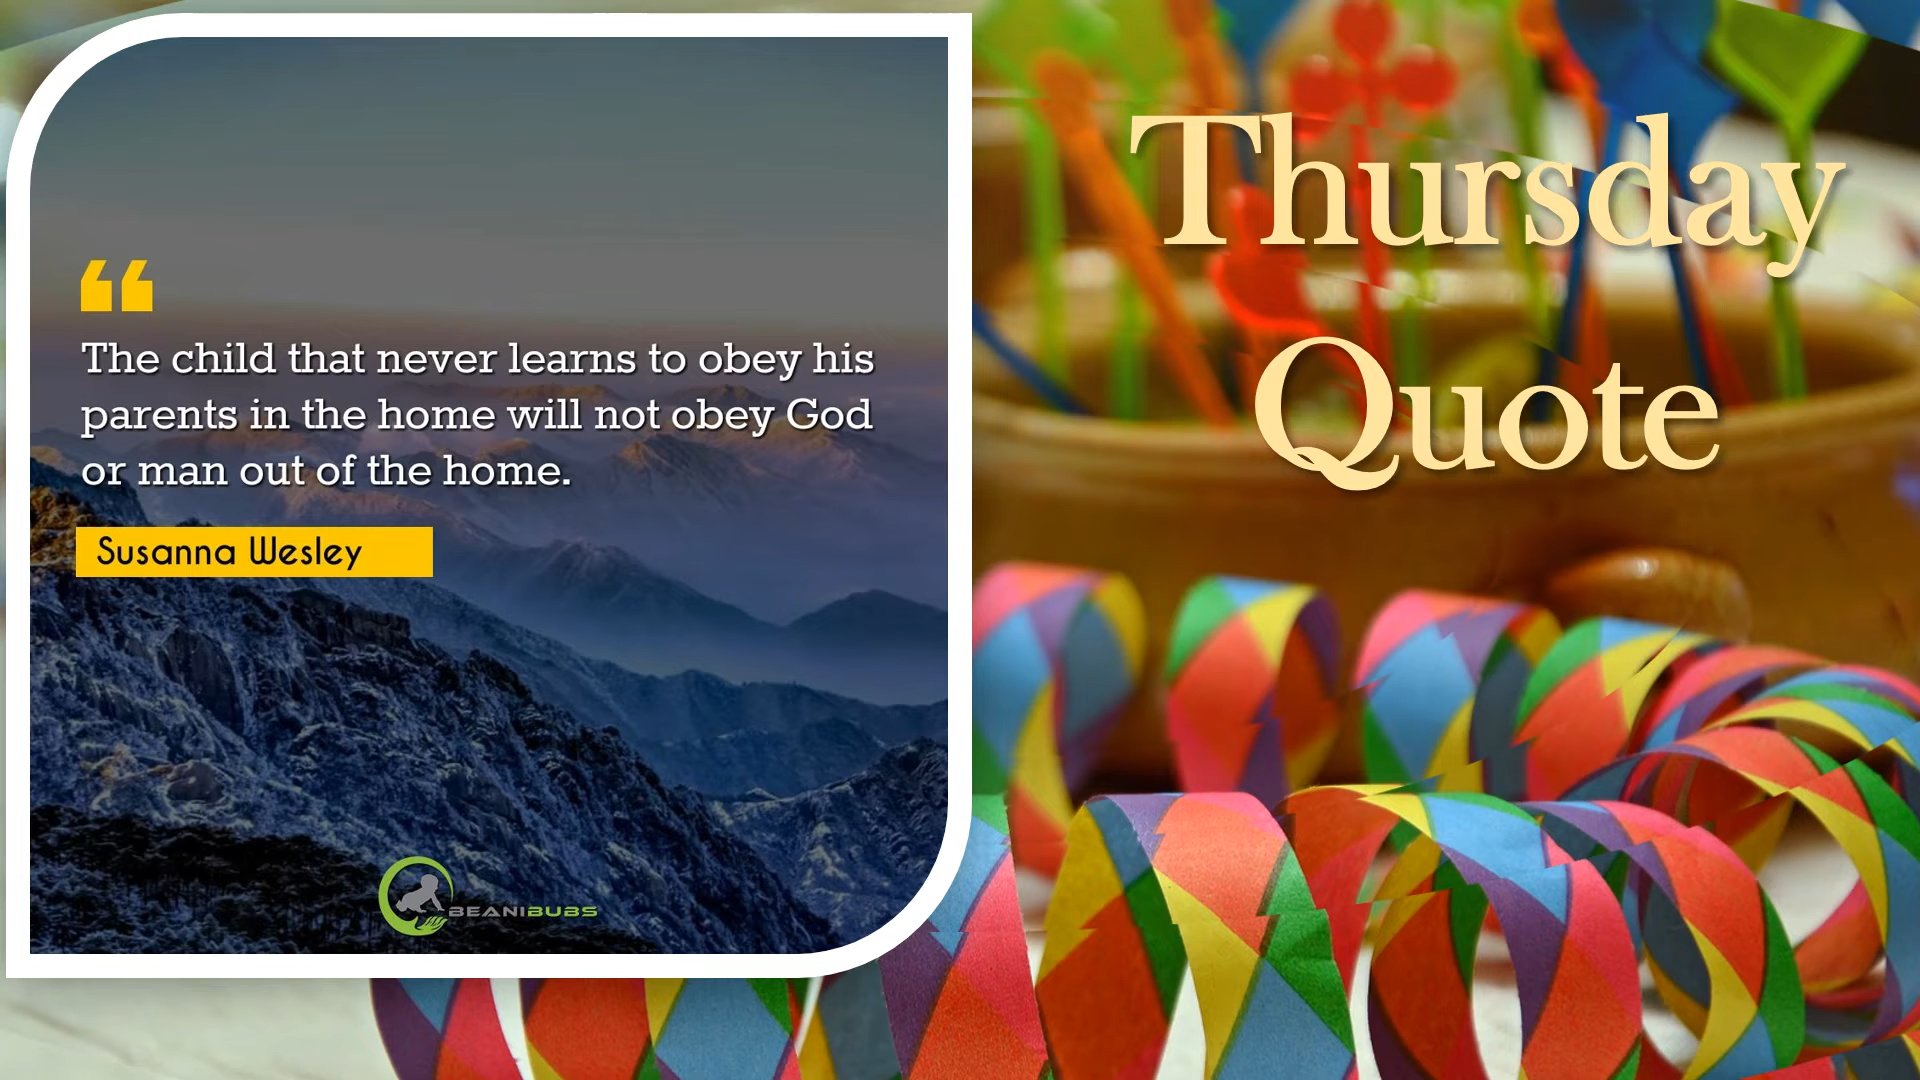 The child that never learns to obey his
parents in the home will not obey God
or man out of the home.
Susanna Wesley
BEANIBUBS
Thursday
Quote